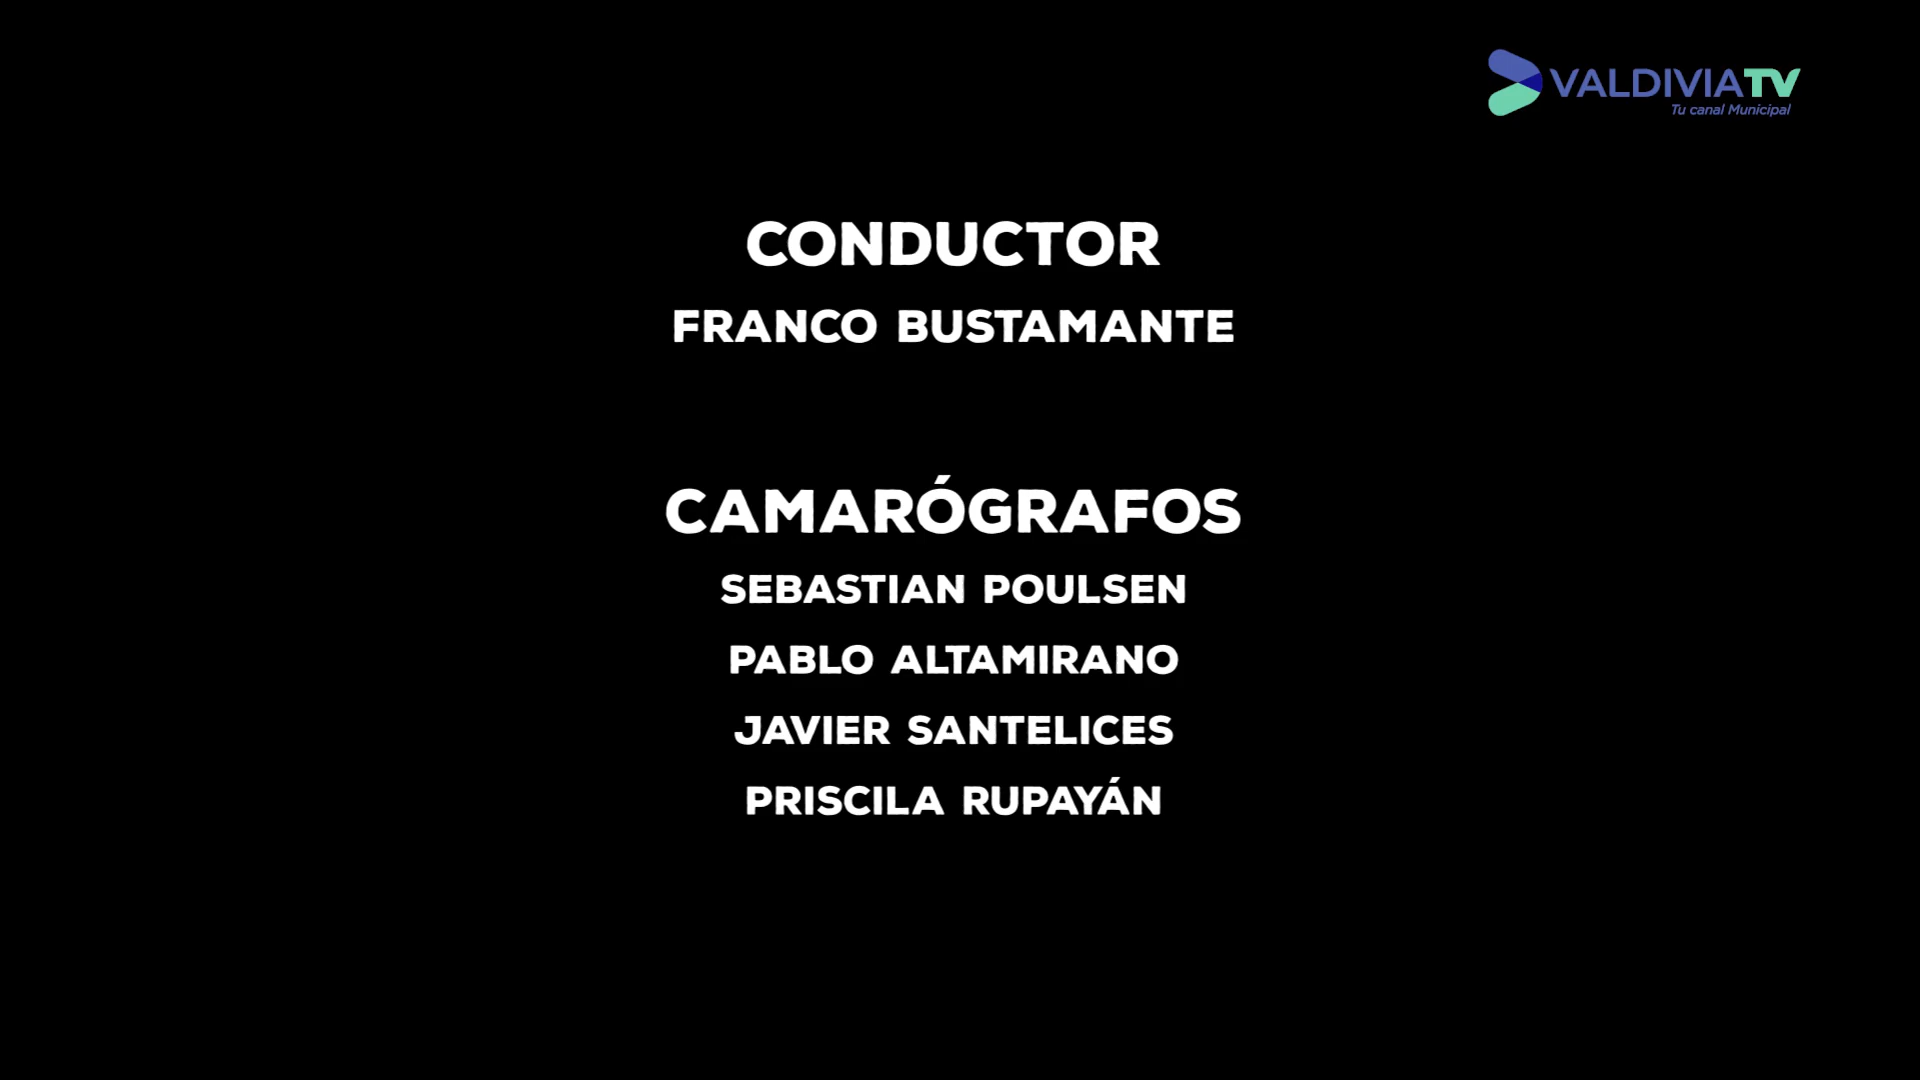 VALDIVIATV
Tu canal Municipal
CONDUCTOR
FRANCO BUSTAMANTE
CAMARÓGRAFOS
SEBASTIAN POULSEN
PABLO ALTAMIRANO
JAVIER SANTELICES
PRISCILA RUPAYÁN